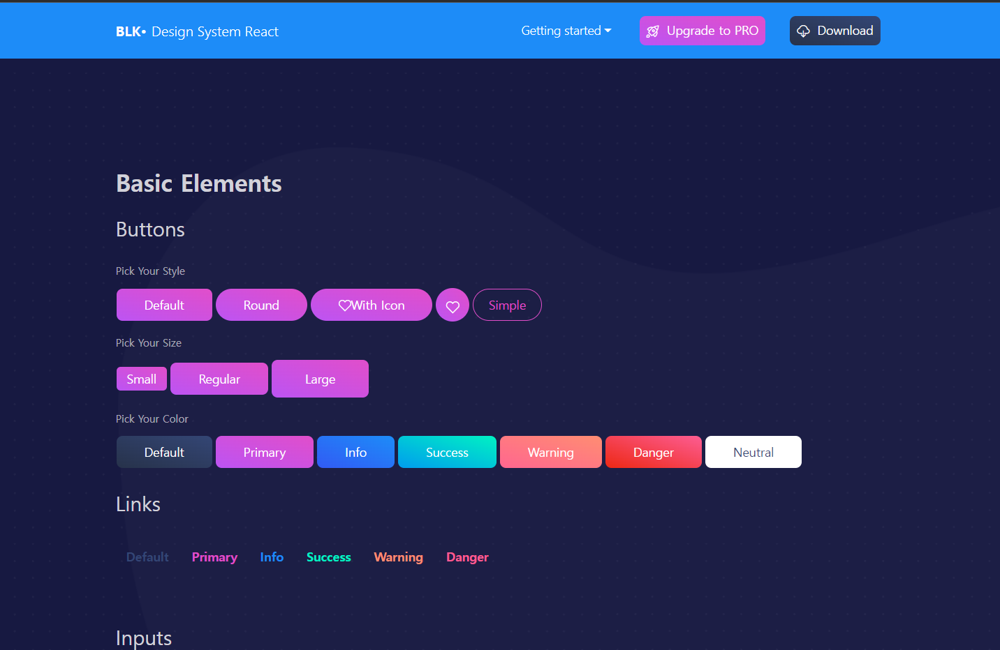 BLK• Design System React
Getting started
Upgrade to PRO
Download
Basic Elements
Buttons
Pick Your Style
Default Round With Icon Simple
Pick Your Size
Small Regular Large
Pick Your Color
Default Primary Info Success Warning Danger Neutral
Links
Default Primary Info Success Warning Danger
Inputs